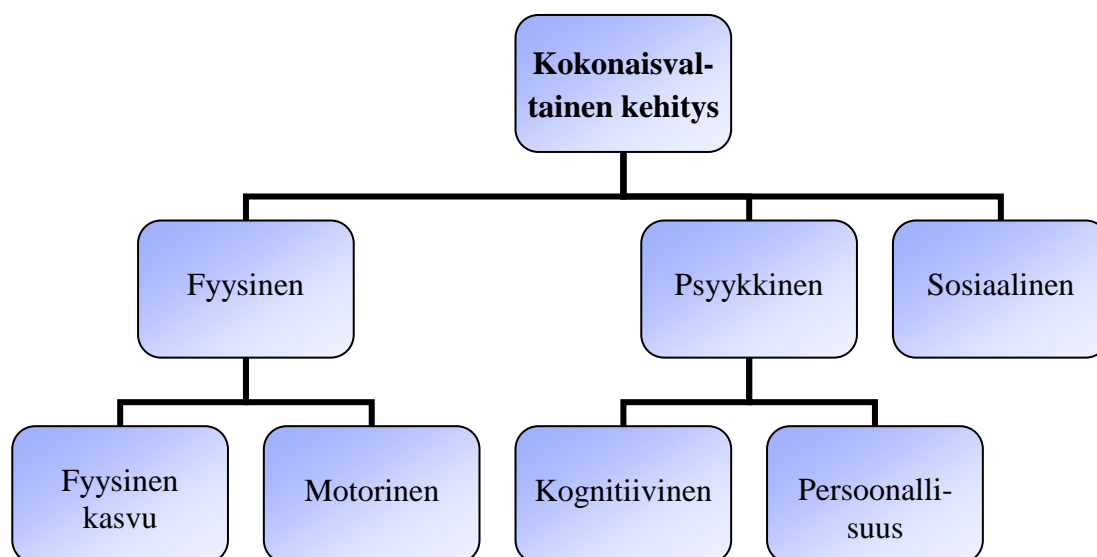 Kokonaisval-
tainen kehitys
Fyysinen
Psyykkinen
Sosiaalinen
Fyysinen
kasvu
Motorinen
Kognitiivinen
Persoonalli-
suus